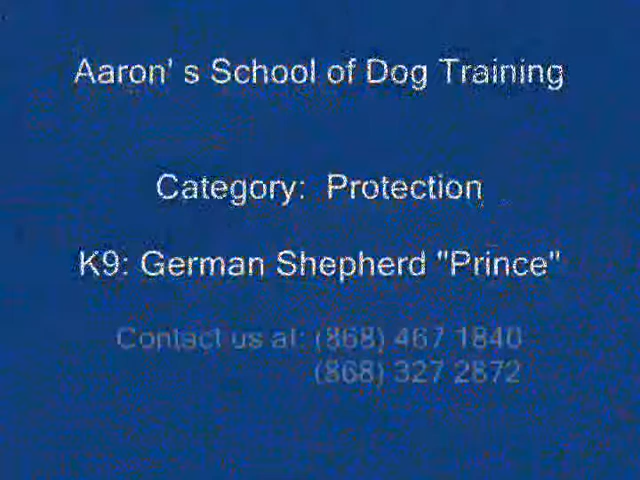 Aaron' s School of Dog Training
Category: Protection
K9: German Shepherd "Prince"
Contact us at: (868) 467 1840
(868) 327 2872